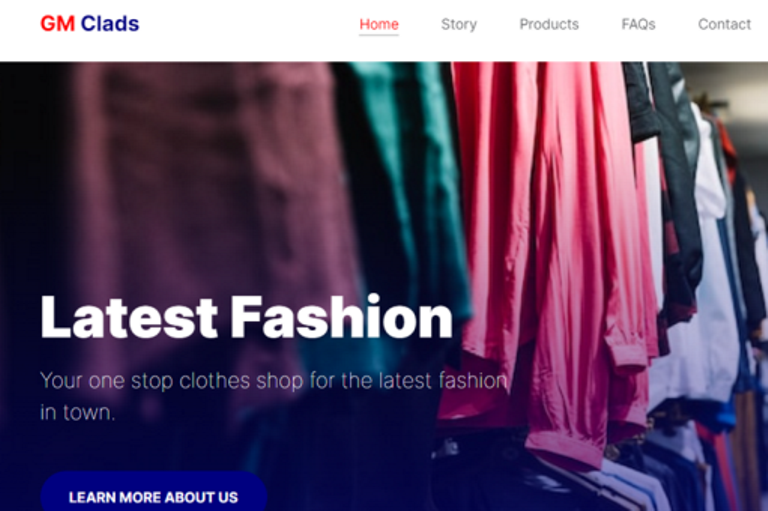 GM Clads
Home Story Products FAQs Contact
Latest Fashion
Your one stop clothes shop for the latest fashion
in town.
LEARN MORE ABOUT US